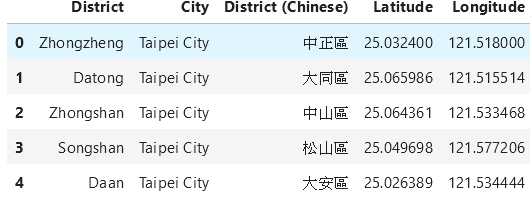 District City District (Chinese) Latitude Longitude
0 Zhongzheng Taipei City 中正區 25.032400 121.518000
1 Datong Taipei City 大同區 25.065986 121.515514
2 Zhongshan Taipei City 中山區 25.064361 121.533468
3 Songshan Taipei City 松山區 25.049698 121.577206
4 Daan Taipei City 大安區 25.026389 121.534444